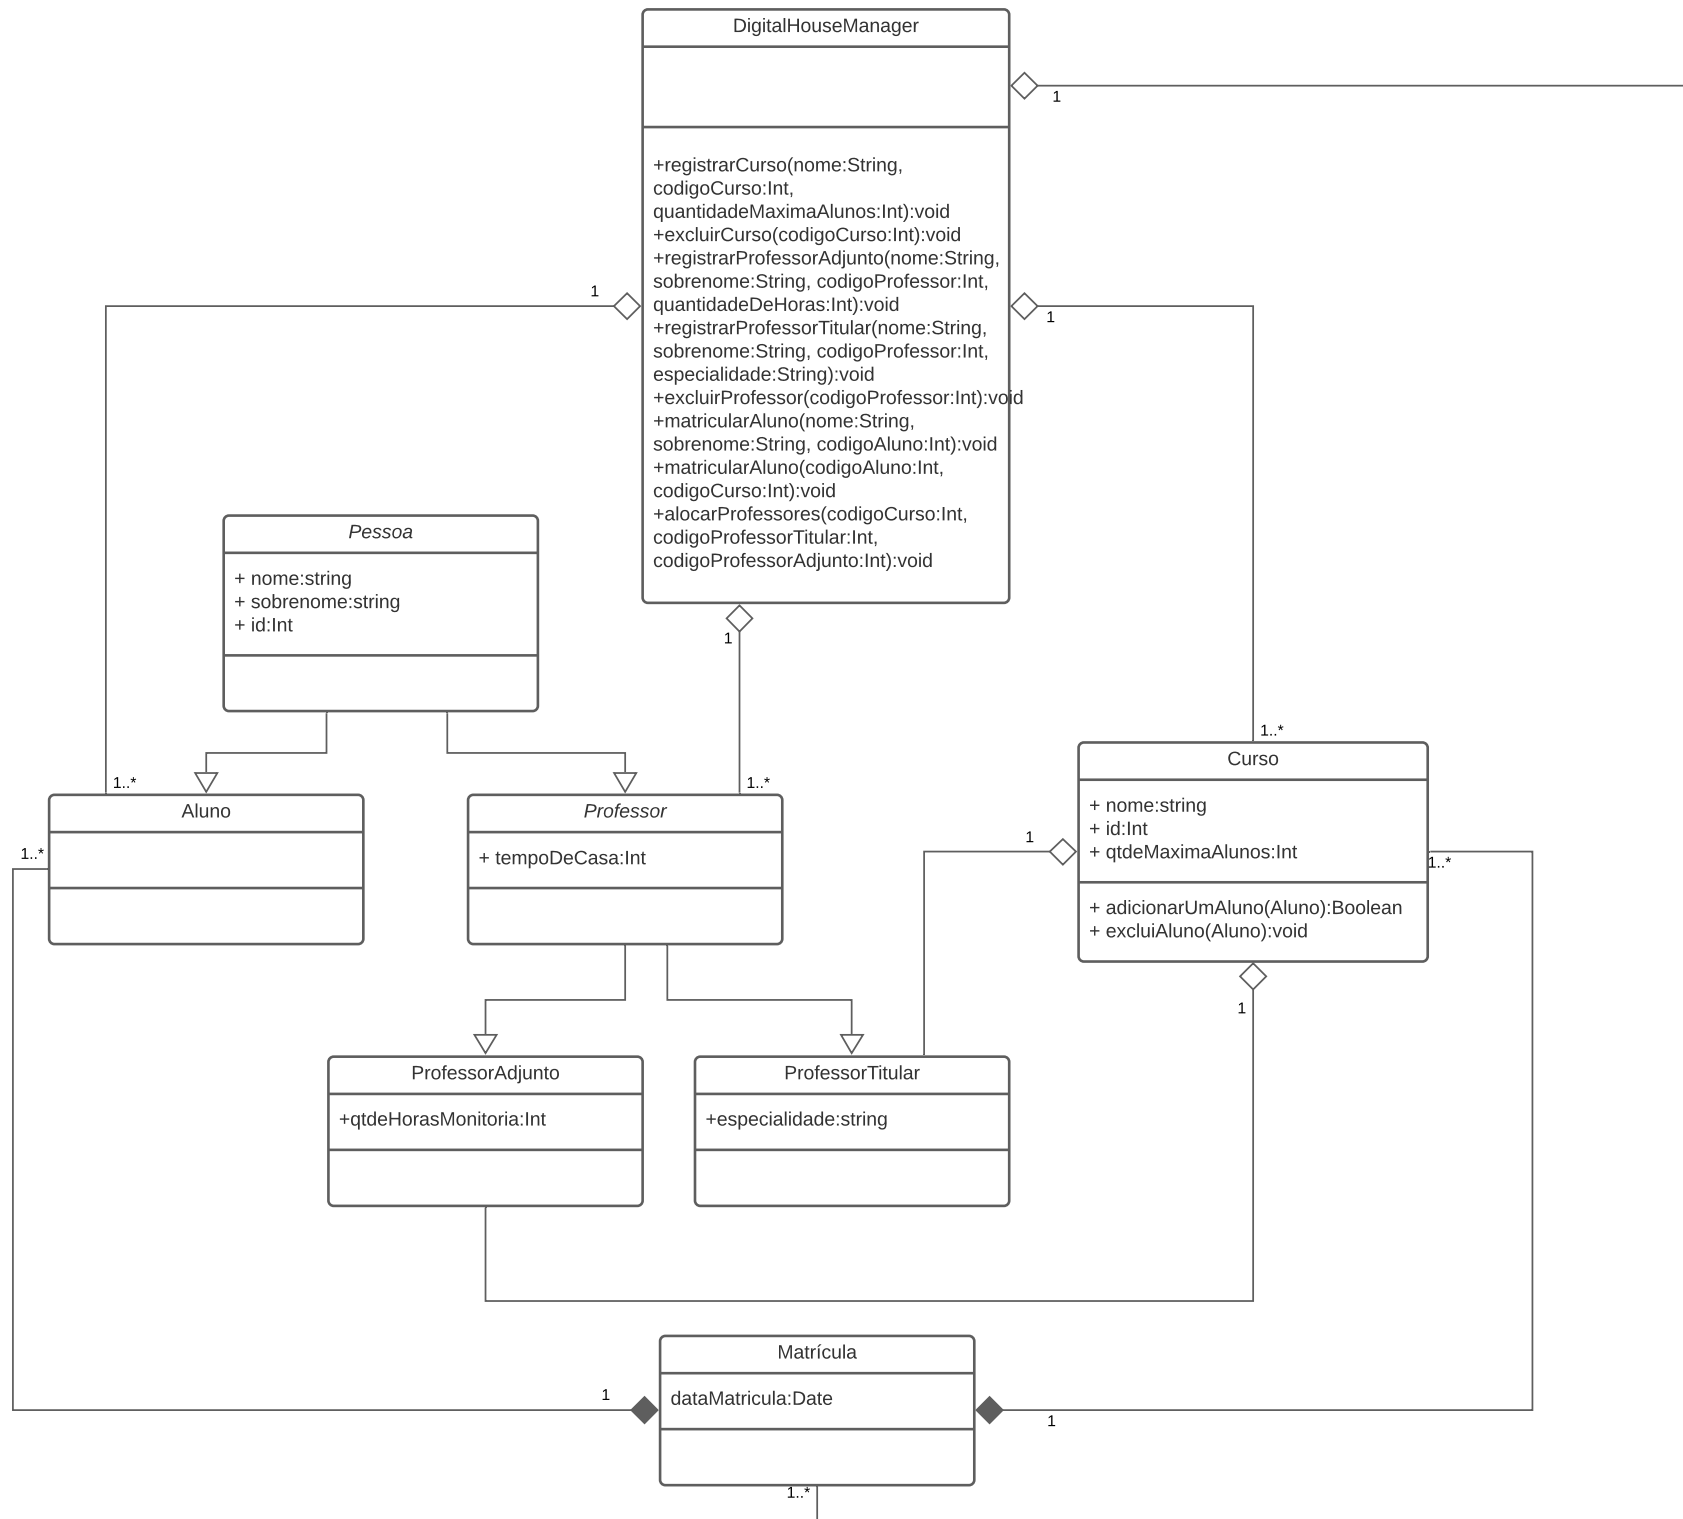 DigitalHouseManager
1
+registrarCurso(nome:String,
codigoCurso:Int,
quantidadeMaximaAlunos:Int):void
+excluirCurso(codigoCurso:Int):void
+registrarProfessorAdjunto(nome:String,
sobrenome:String, codigoProfessor:Int,
quantidadeDeHoras:Int):void
+registrarProfessorTitular(nome:String,
sobrenome:String, codigoProfessor:Int,
especialidade:String):void
+excluirProfessor(codigoProfessor:Int):void
+matricularAluno(nome:String,
sobrenome:String, codigoAluno:Int):void
+matricularAluno(codigoAluno:Int,
codigoCurso:Int):void
+alocarProfessores(codigoCurso:Int,
codigoProfessorTitular:Int,
codigoProfessorAdjunto:Int):void
1
1
1
Pessoa
+ nome:string
+ sobrenome:string
+ id:Int
1..*
1..*
1..*
Aluno
1..*
Professor
+ tempoDeCasa:Int
Curso
+ nome:string
+ id:Int
+ qtdeMaximaAlunos:Int
+ adicionarUmAluno(Aluno):Boolean
+ excluiAluno(Aluno):void
1
1..*
1
ProfessorAdjunto
+qtdeHorasMonitoria:Int
ProfessorTitular
+especialidade:string
Matrícula
dataMatricula:Date
1
1
1..*